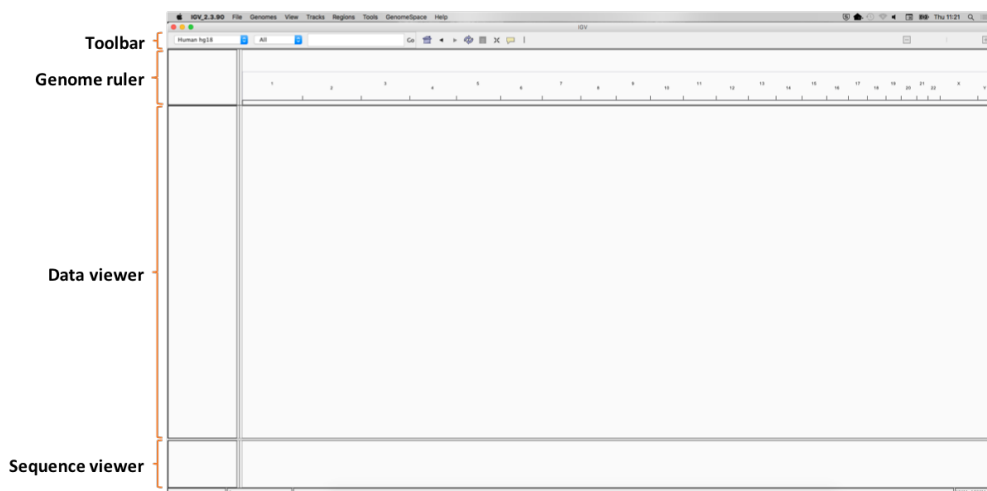 IGV_2.3.90 File Genomes View Tracks Regions Tools GenomeSpace Help Thu 11:21
IGV
Toolbar
Human hg18 All Go
Genome ruler
1 2 3 4 5 6 7 8 9 10 11 12 13 14 15 16 17 18 19 20 21 22 X Y
Data viewer
Sequence viewer